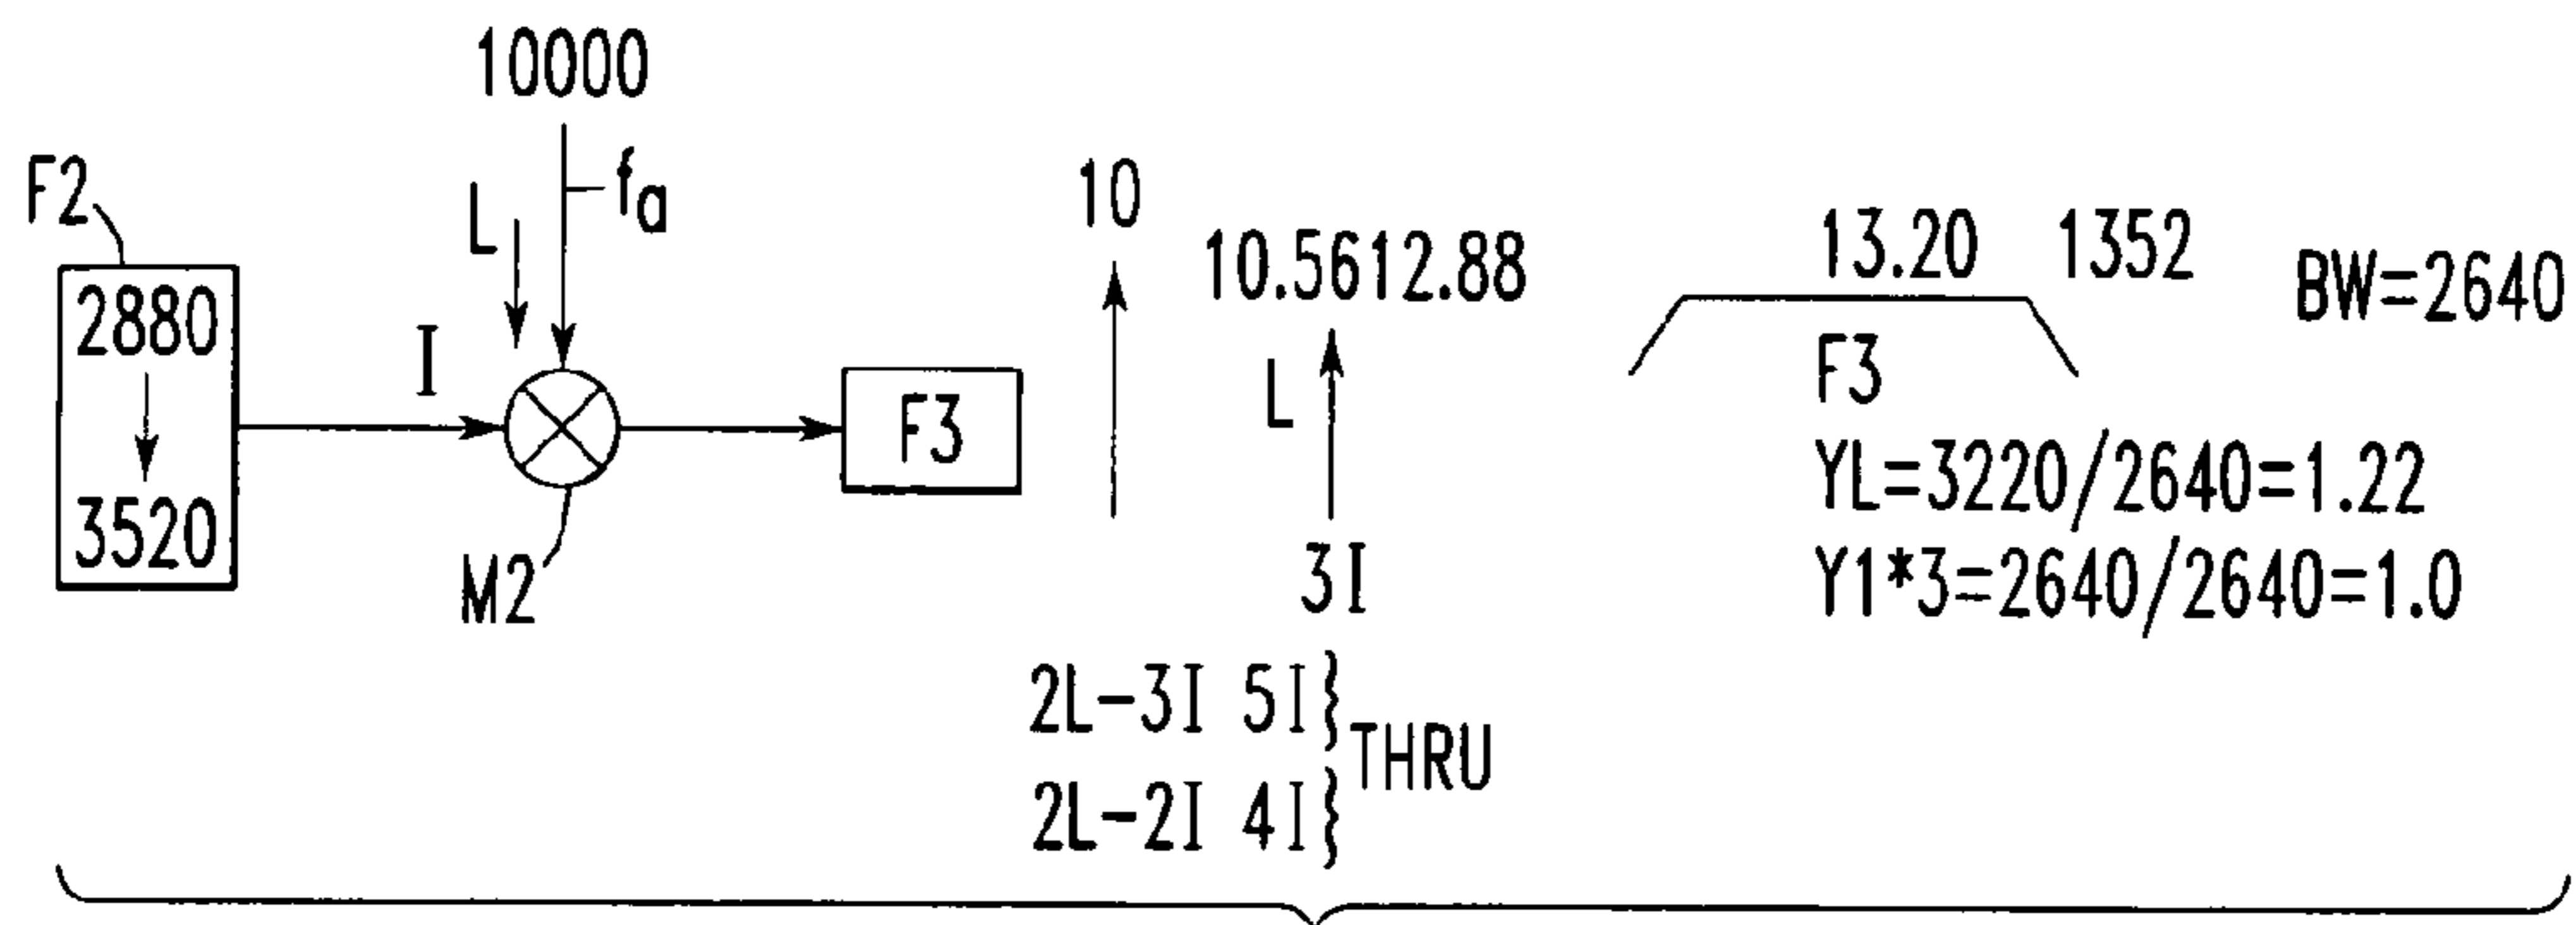 10000
F2
L
fa
10
10.5612.88
13.20 1352
BW=2640
2880
3520
I
M2
F3
L
3I
F3
YL=3220/2640=1.22
Y1*3=2640/2640=1.0
2L-3I 5I
2L-2I 4I
THRU